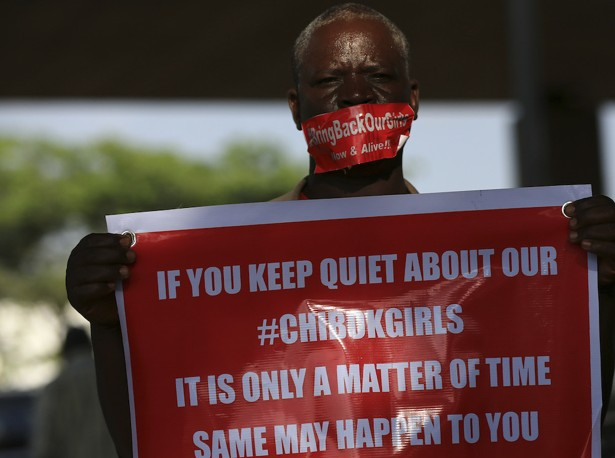 #BringBackOurGirls
Now & Alive!!
IF YOU KEEP QUIET ABOUT OUR
#CHIBOKGIRLS
IT IS ONLY A MATTER OF TIME
SAME MAY HAPPEN TO YOU